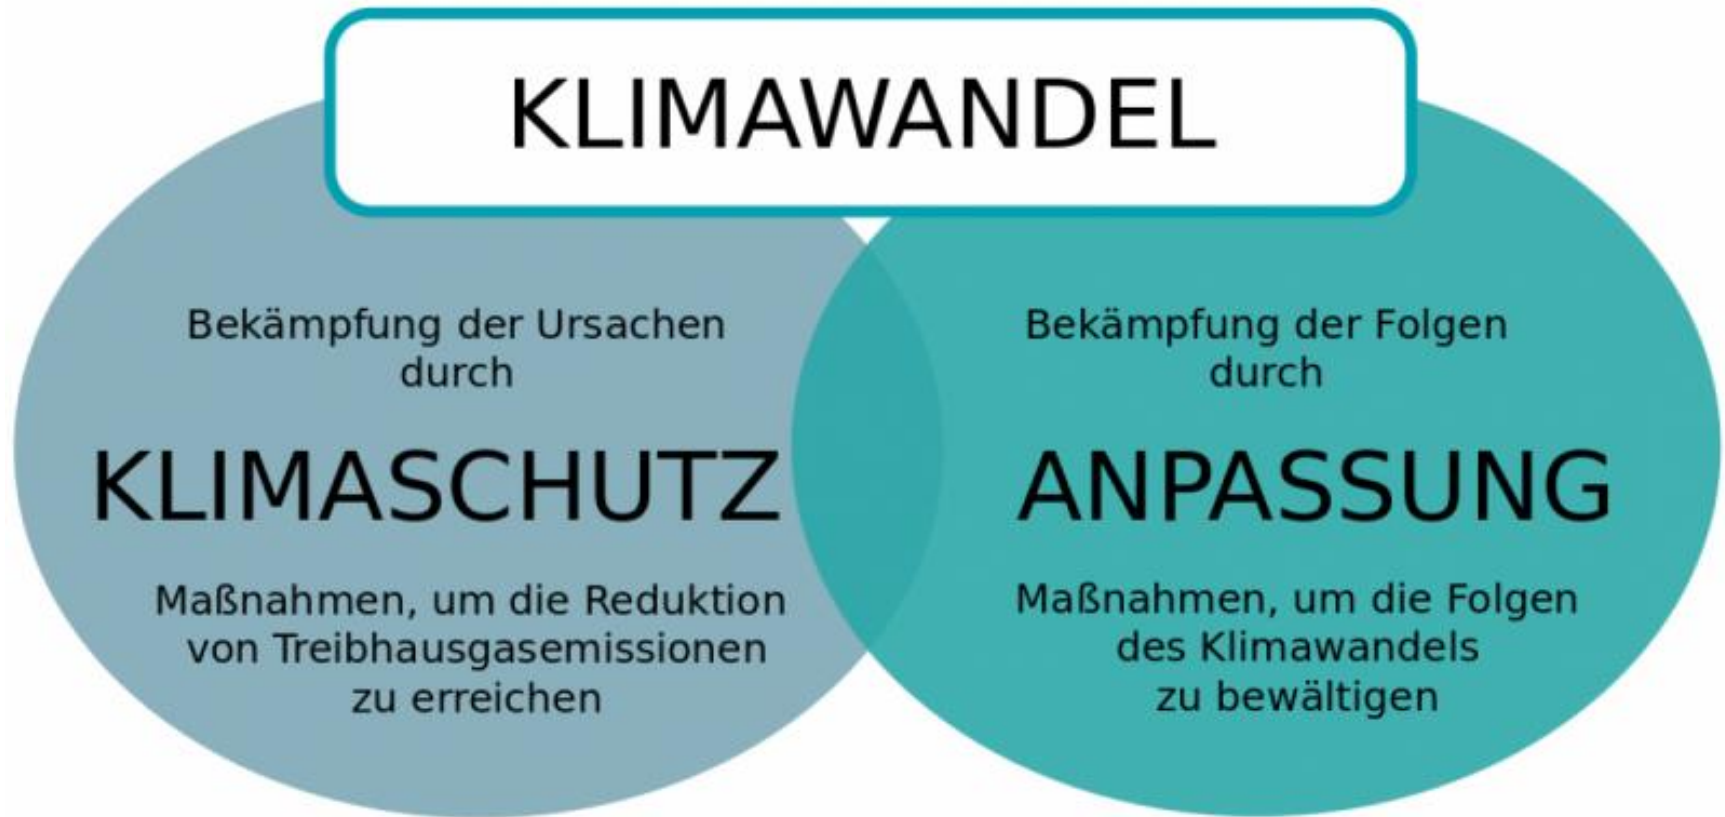 KLIMAWANDEL
Bekämpfung der Ursachen
durch
KLIMASCHUTZ
Maßnahmen, um die Reduktion
von Treibhausgasemissionen
zu erreichen
Bekämpfung der Folgen
durch
ANPASSUNG
Maßnahmen, um die Folgen
des Klimawandels
zu bewältigen